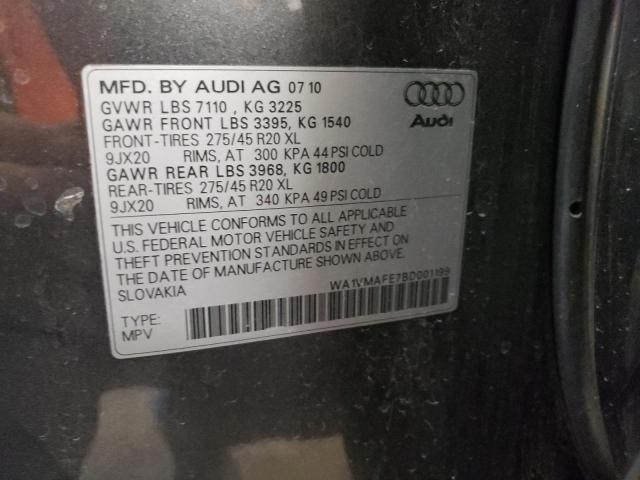 MFD. BY AUDI AG 07 10
GVWR LBS 7110 , KG 3225
GAWR FRONT LBS 3395, KG 1540
FRONT-TIRES 275/45 R20 XL
9JX20 RIMS, AT 300 KPA 44 PSI COLD
GAWR REAR LBS 3968, KG 1800
REAR-TIRES 275/45 R20 XL
9JX20 RIMS, AT 340 KPA 49 PSI COLD
Audi
THIS VEHICLE CONFORMS TO ALL APPLICABLE
U.S. FEDERAL MOTOR VEHICLE SAFETY AND
THEFT PREVENTION STANDARDS IN EFFECT ON
THE DATE OF MANUFACTURE SHOWN ABOVE.
SLOVAKIA
WA1VMAFE7BD001199
TYPE:
MPV